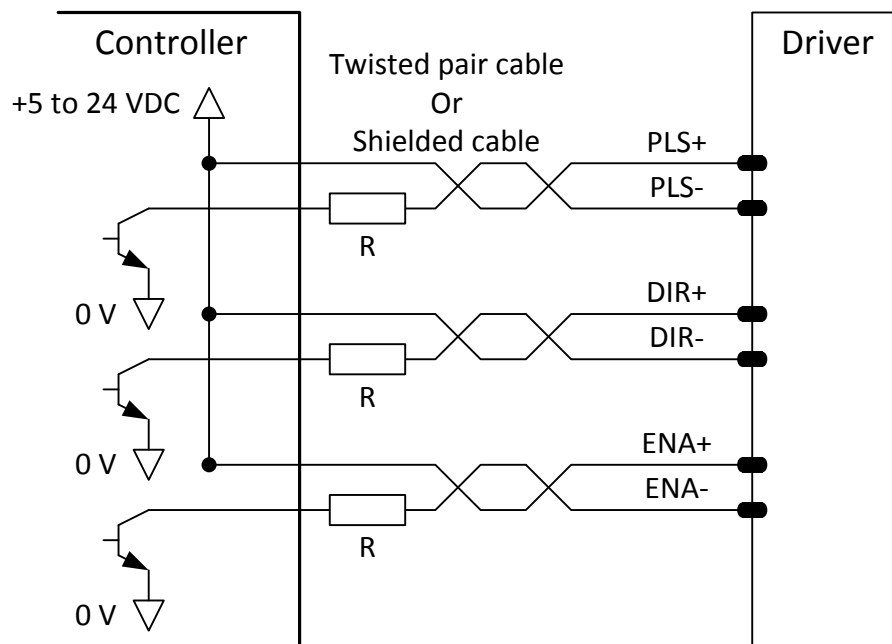 Controller
Driver
Twisted pair cable
Or
Shielded cable
+5 to 24 VDC
PLS+
PLS-
R
0 V
DIR+
DIR-
R
0 V
ENA+
ENA-
R
0 V